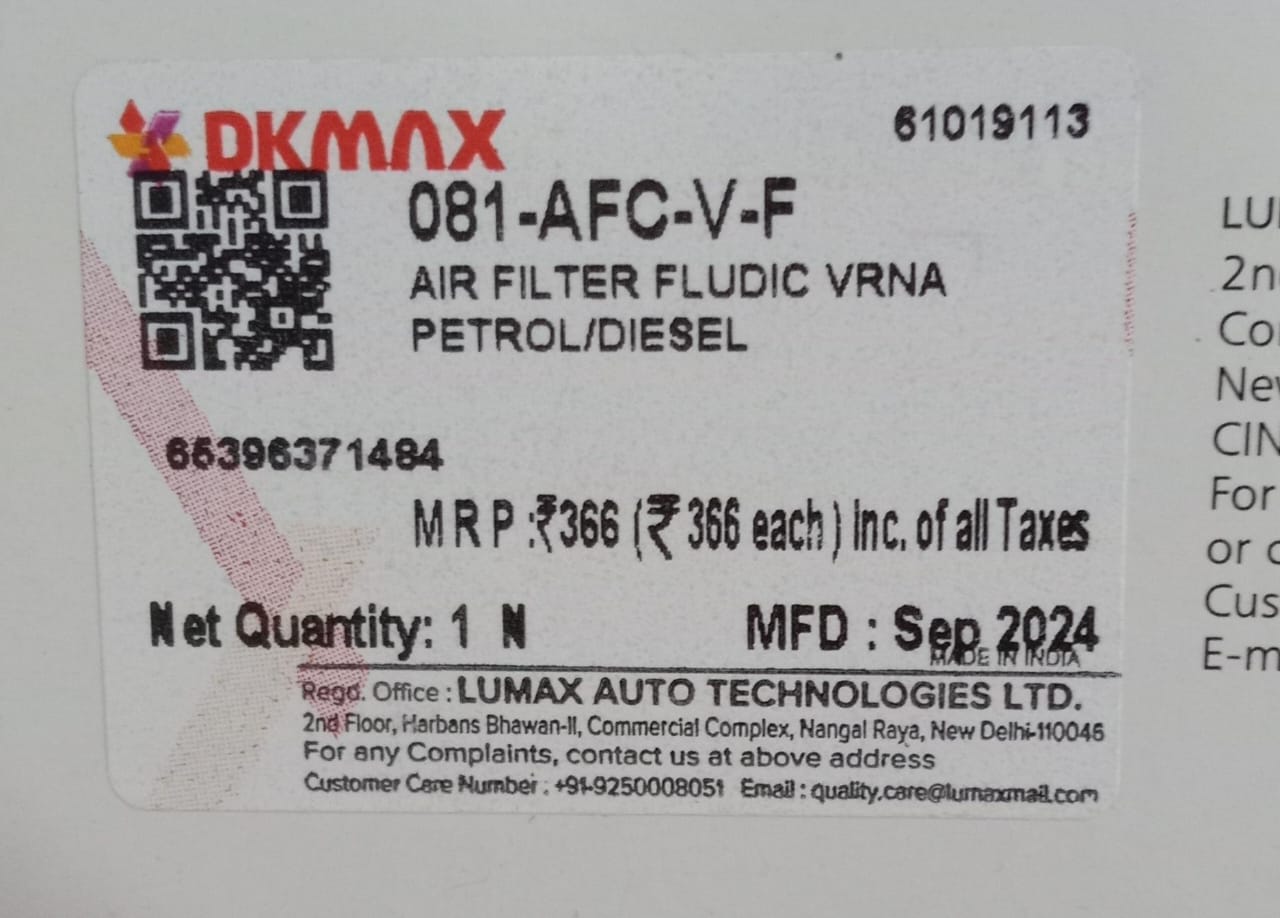 DKMAX
61019113
081-AFC-V-F
AIR FILTER FLUDIC VRNA
PETROL/DIESEL
65396371484
M R P :₹366 (₹ 366 each) Inc. of all Taxes
Net Quantity: 1 N
MFD : Sep 2024
MADE IN INDIA
Regd. Office : LUMAX AUTO TECHNOLOGIES LTD.
2nd Floor, Harbans Bhawan-II, Commercial Complex, Nangal Raya, New Delhi-110046
For any Complaints, contact us at above address
Customer Care Number : +91-9250008051 Email : quality.care@lumaxmail.com
LU
2n
Co
New
CIN
For
or c
Cus
E-m